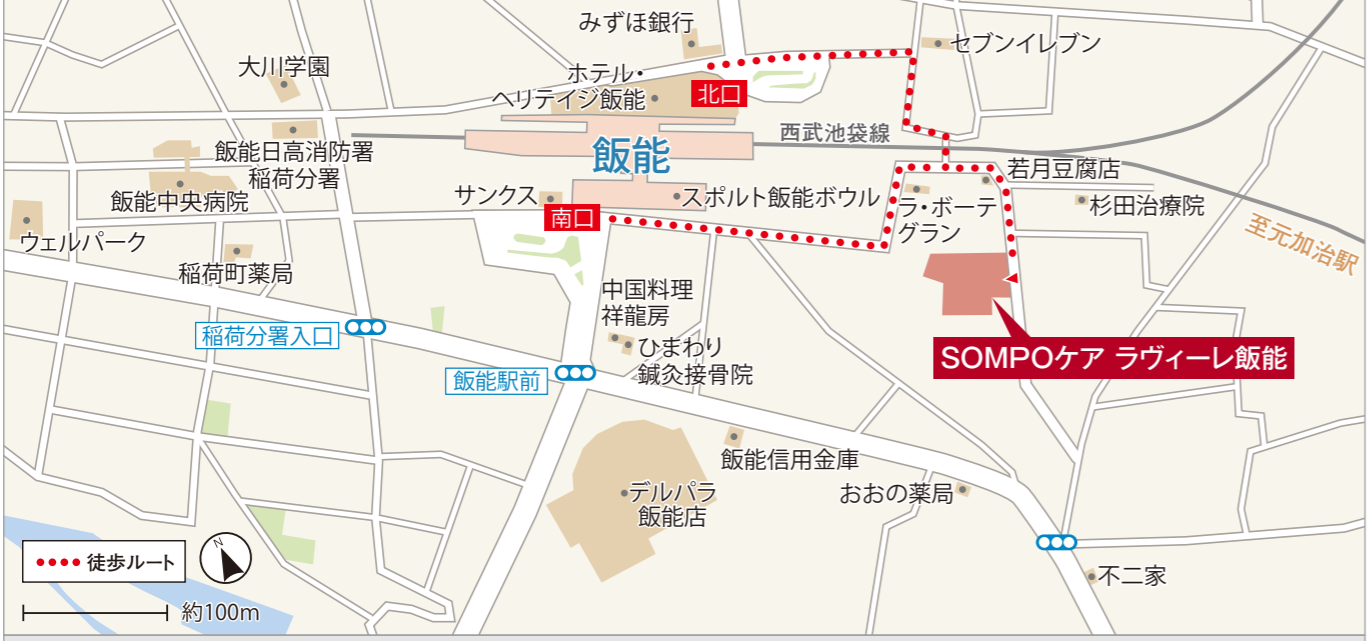 みずほ銀行
セブンイレブン
大川学園
ホテル・
ヘリテイジ飯能
北口
西武池袋線
飯能日高消防署
稲荷分署
飯能
若月豆腐店
飯能中央病院
サンクス
スポルト飯能ボウル
ラ・ボーテ
グラン
杉田治療院
南口
ウェルパーク
至元加治駅
稲荷町薬局
中国料理
祥龍房
稲荷分署入口
ひまわり
鍼灸接骨院
SOMPOケア ラヴィーレ飯能
飯能駅前
飯能信用金庫
デルパラ
飯能店
おおの薬局
N
徒歩ルート
不二家
約100m